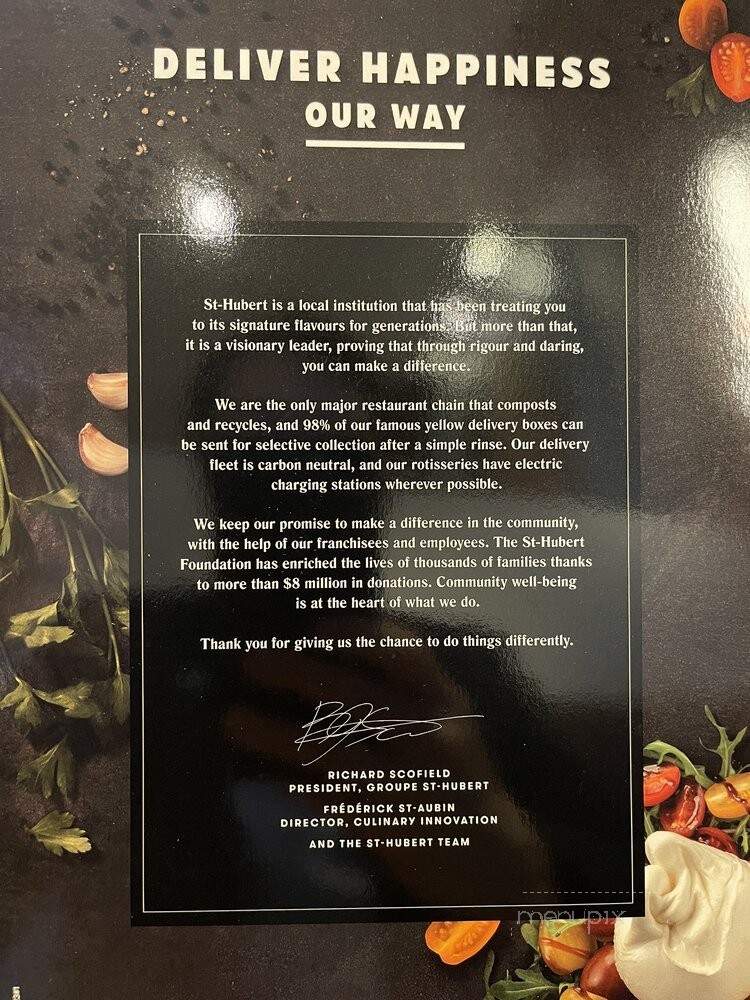 DELIVER HAPPINESS
OUR WAY
St-Hubert is a local institution that has been treating you
to its signature flavours for generations. But more than that,
it is a visionary leader, proving that through rigour and daring,
you can make a difference.
We are the only major restaurant chain that composts
and recycles, and 98% of our famous yellow delivery boxes can
be sent for selective collection after a simple rinse. Our delivery
fleet is carbon neutral, and our rotisseries have electric
charging stations wherever possible.
We keep our promise to make a difference in the community,
with the help of our franchisees and employees. The St-Hubert
Foundation has enriched the lives of thousands of families thanks
to more than $8 million in donations. Community well-being
is at the heart of what we do.
Thank you for giving us the chance to do things differently.
RICHARD SCOFIELD
PRESIDENT, GROUPE ST-HUBERT
FRÉDÉRICK ST-AUBIN
DIRECTOR, CULINARY INNOVATION
AND THE ST-HUBERT TEAM
menupix